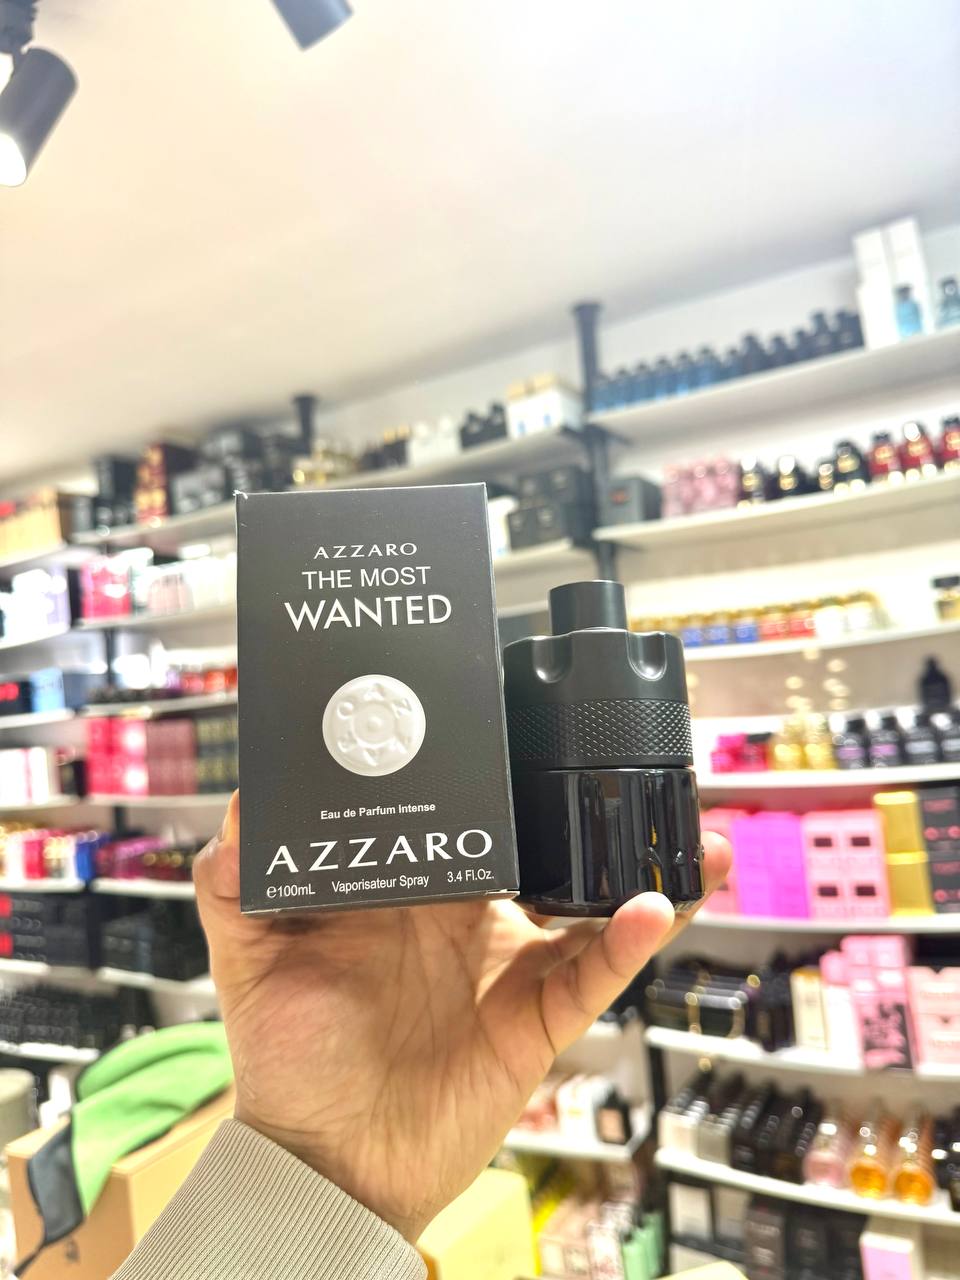 AZZARO
THE MOST
WANTED
Eau de Parfum Intense
AZZARO
℮100mL Vaporisateur Spray 3.4 Fl.Oz.